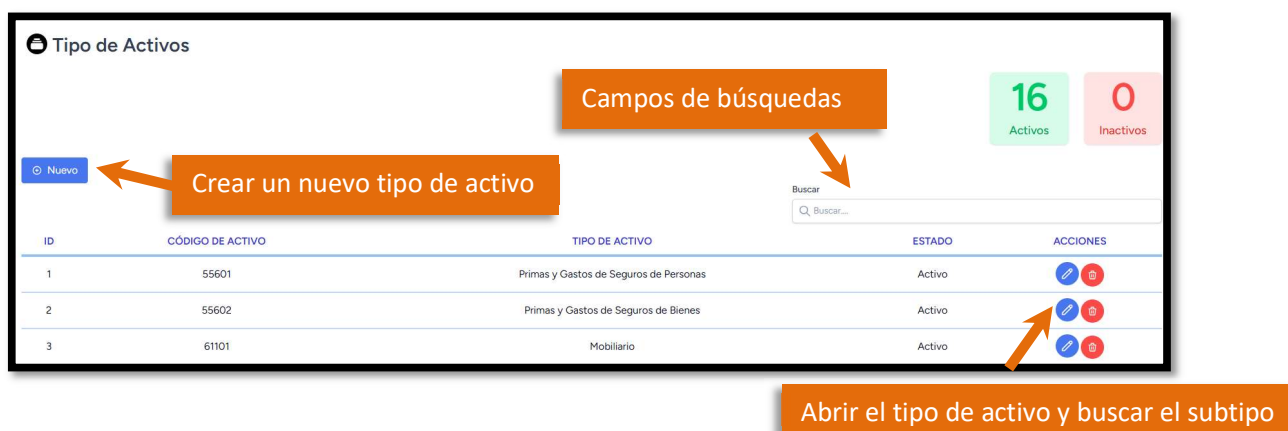 Tipo de Activos
Campos de búsquedas
16
Activos
0
Inactivos
Nuevo
Crear un nuevo tipo de activo
Buscar
Buscar...
ID CÓDIGO DE ACTIVO TIPO DE ACTIVO ESTADO ACCIONES
1 55601 Primas y Gastos de Seguros de Personas Activo
2 55602 Primas y Gastos de Seguros de Bienes Activo
3 61101 Mobiliario Activo
Abrir el tipo de activo y buscar el subtipo